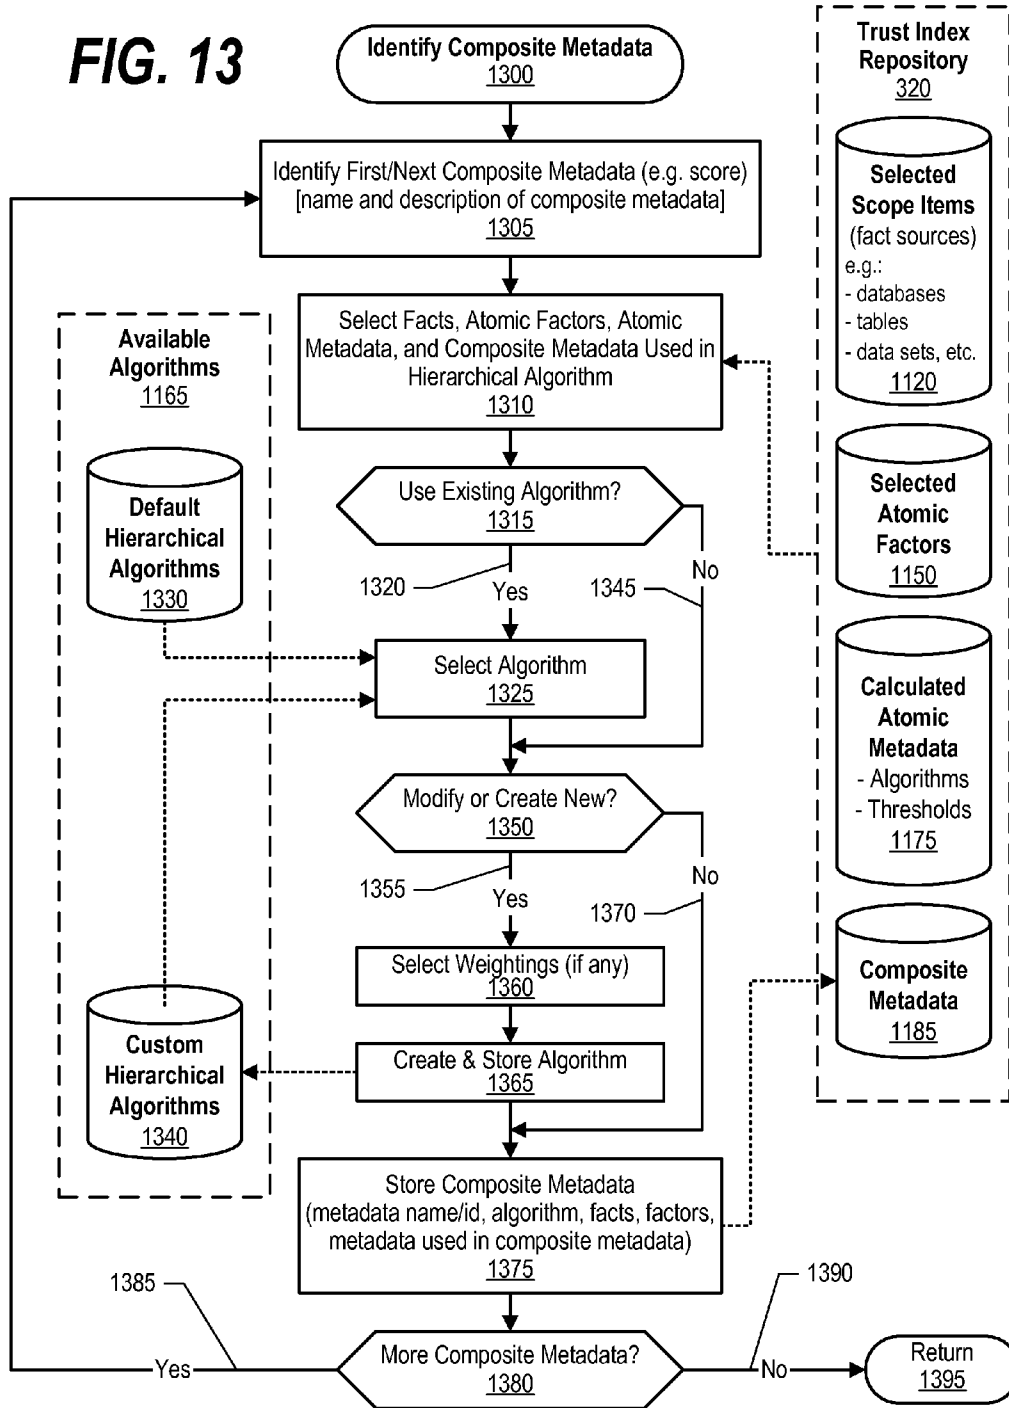 FIG. 13
Identify Composite Metadata
1300
Identify First/Next Composite Metadata (e.g. score)
[name and description of composite metadata]
1305
Select Facts, Atomic Factors, Atomic
Metadata, and Composite Metadata Used in
Hierarchical Algorithm
1310
Use Existing Algorithm?
1315
1320
Yes
1345
No
Select Algorithm
1325
Modify or Create New?
1350
1355
Yes
No
1370
Select Weightings (if any)
1360
Create & Store Algorithm
1365
Store Composite Metadata
(metadata name/id, algorithm, facts, factors,
metadata used in composite metadata)
1375
1385
1390
More Composite Metadata?
1380
Yes
No
Return
1395
Available
Algorithms
1165
Default
Hierarchical
Algorithms
1330
Custom
Hierarchical
Algorithms
1340
Trust Index
Repository
320
Selected
Scope Items
(fact sources)
e.g.:
- databases
- tables
- data sets, etc.
1120
Selected
Atomic
Factors
1150
Calculated
Atomic
Metadata
- Algorithms
- Thresholds
1175
Composite
Metadata
1185